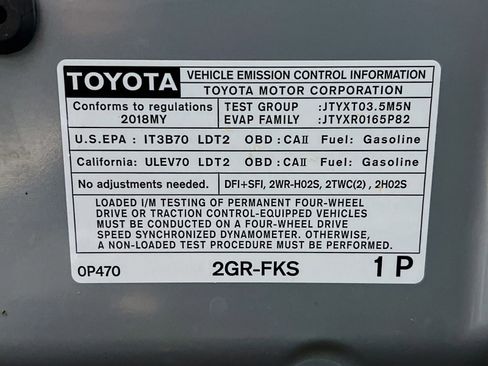 TOYOTA VEHICLE EMISSION CONTROL INFORMATION
TOYOTA MOTOR CORPORATION
Conforms to regulations TEST GROUP :JTYXT03.5M5N
2018MY EVAP FAMILY :JTYXR0165P82
U.S.EPA : IT3B70 LDT2 OBD :CAII Fuel: Gasoline
California: ULEV70 LDT2 OBD :CAII Fuel: Gasoline
No adjustments needed. DFI+SFI, 2WR-HO2S, 2TWC(2), 2HO2S
LOADED I/M TESTING OF PERMANENT FOUR-WHEEL
DRIVE OR TRACTION CONTROL-EQUIPPED VEHICLES
MUST BE CONDUCTED ON A FOUR-WHEEL DRIVE
SPEED SYNCHRONIZED DYNAMOMETER. OTHERWISE,
A NON-LOADED TEST PROCEDURE MUST BE PERFORMED.
0P470 2GR-FKS 1 P